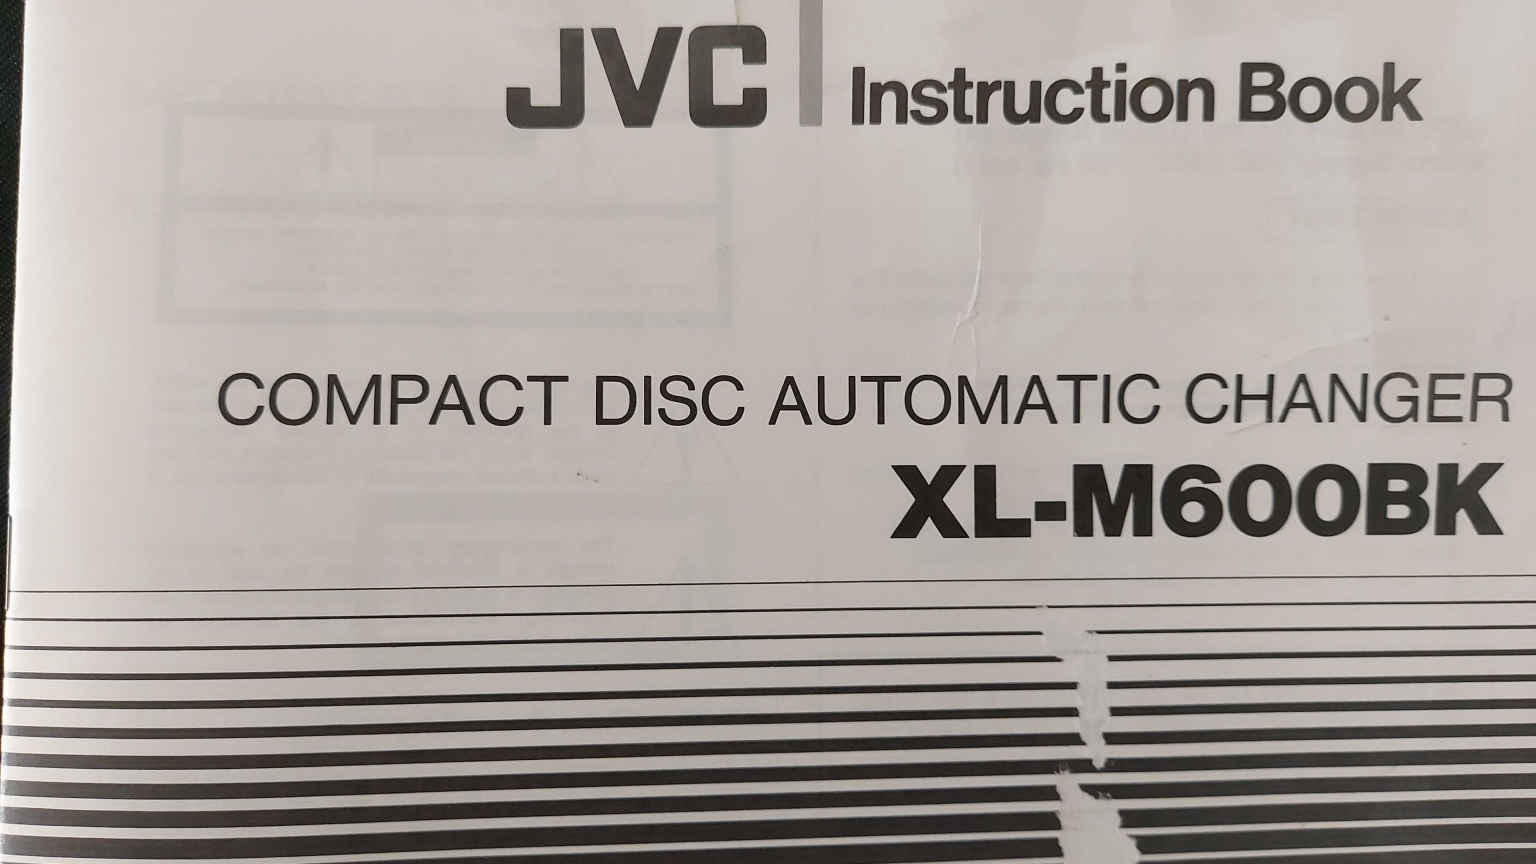 JVC Instruction Book
COMPACT DISC AUTOMATIC CHANGER
XL-M600BK